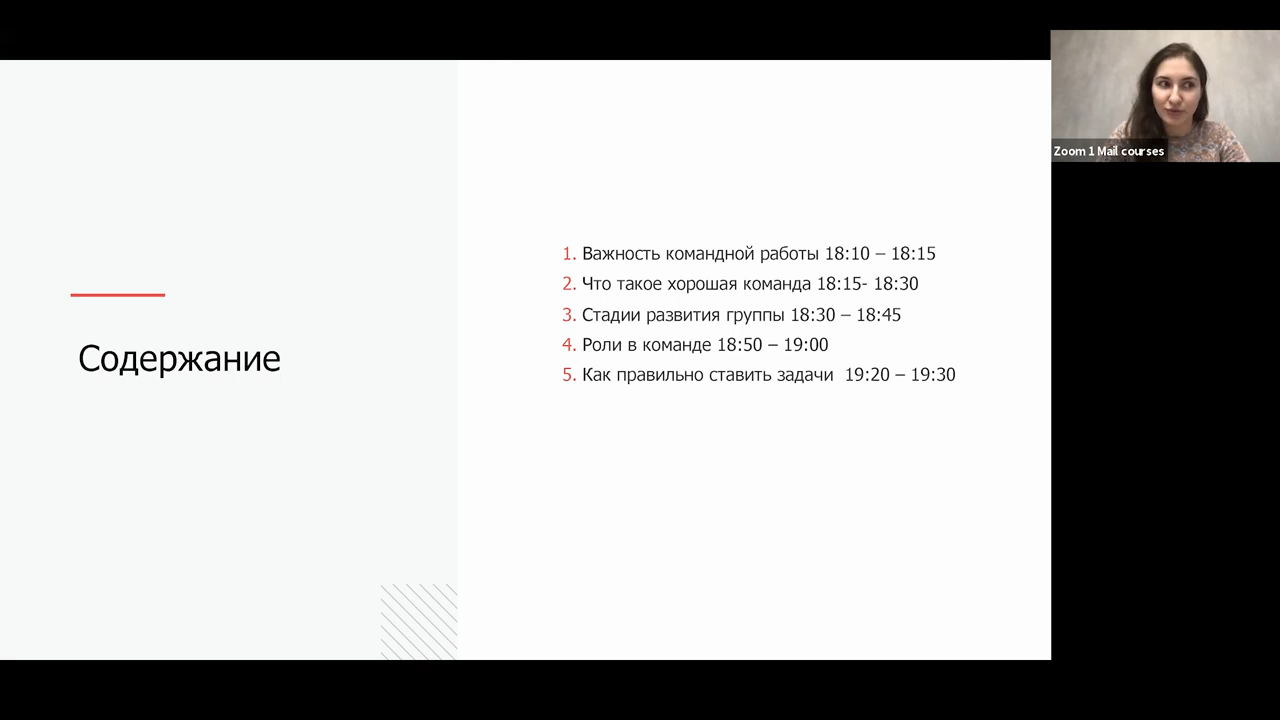 Содержание
1. Важность командной работы 18:10 – 18:15
2. Что такое хорошая команда 18:15- 18:30
3. Стадии развития группы 18:30 – 18:45
4. Роли в команде 18:50 – 19:00
5. Как правильно ставить задачи  19:20 – 19:30
Zoom 1 Mail courses